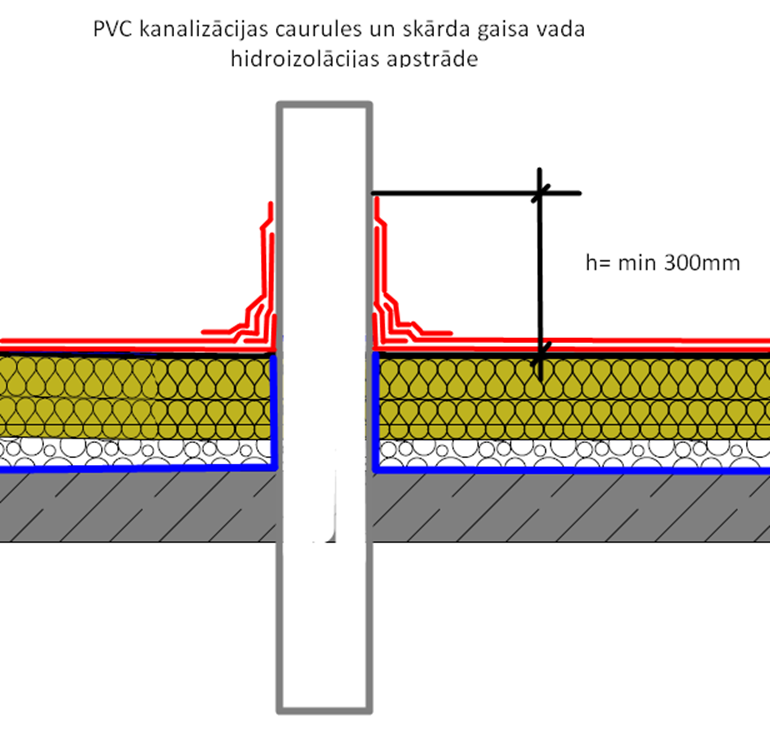 PVC kanalizācijas caurules un skārda gaisa vada
hidroizolācijas apstrāde
h= min 300mm